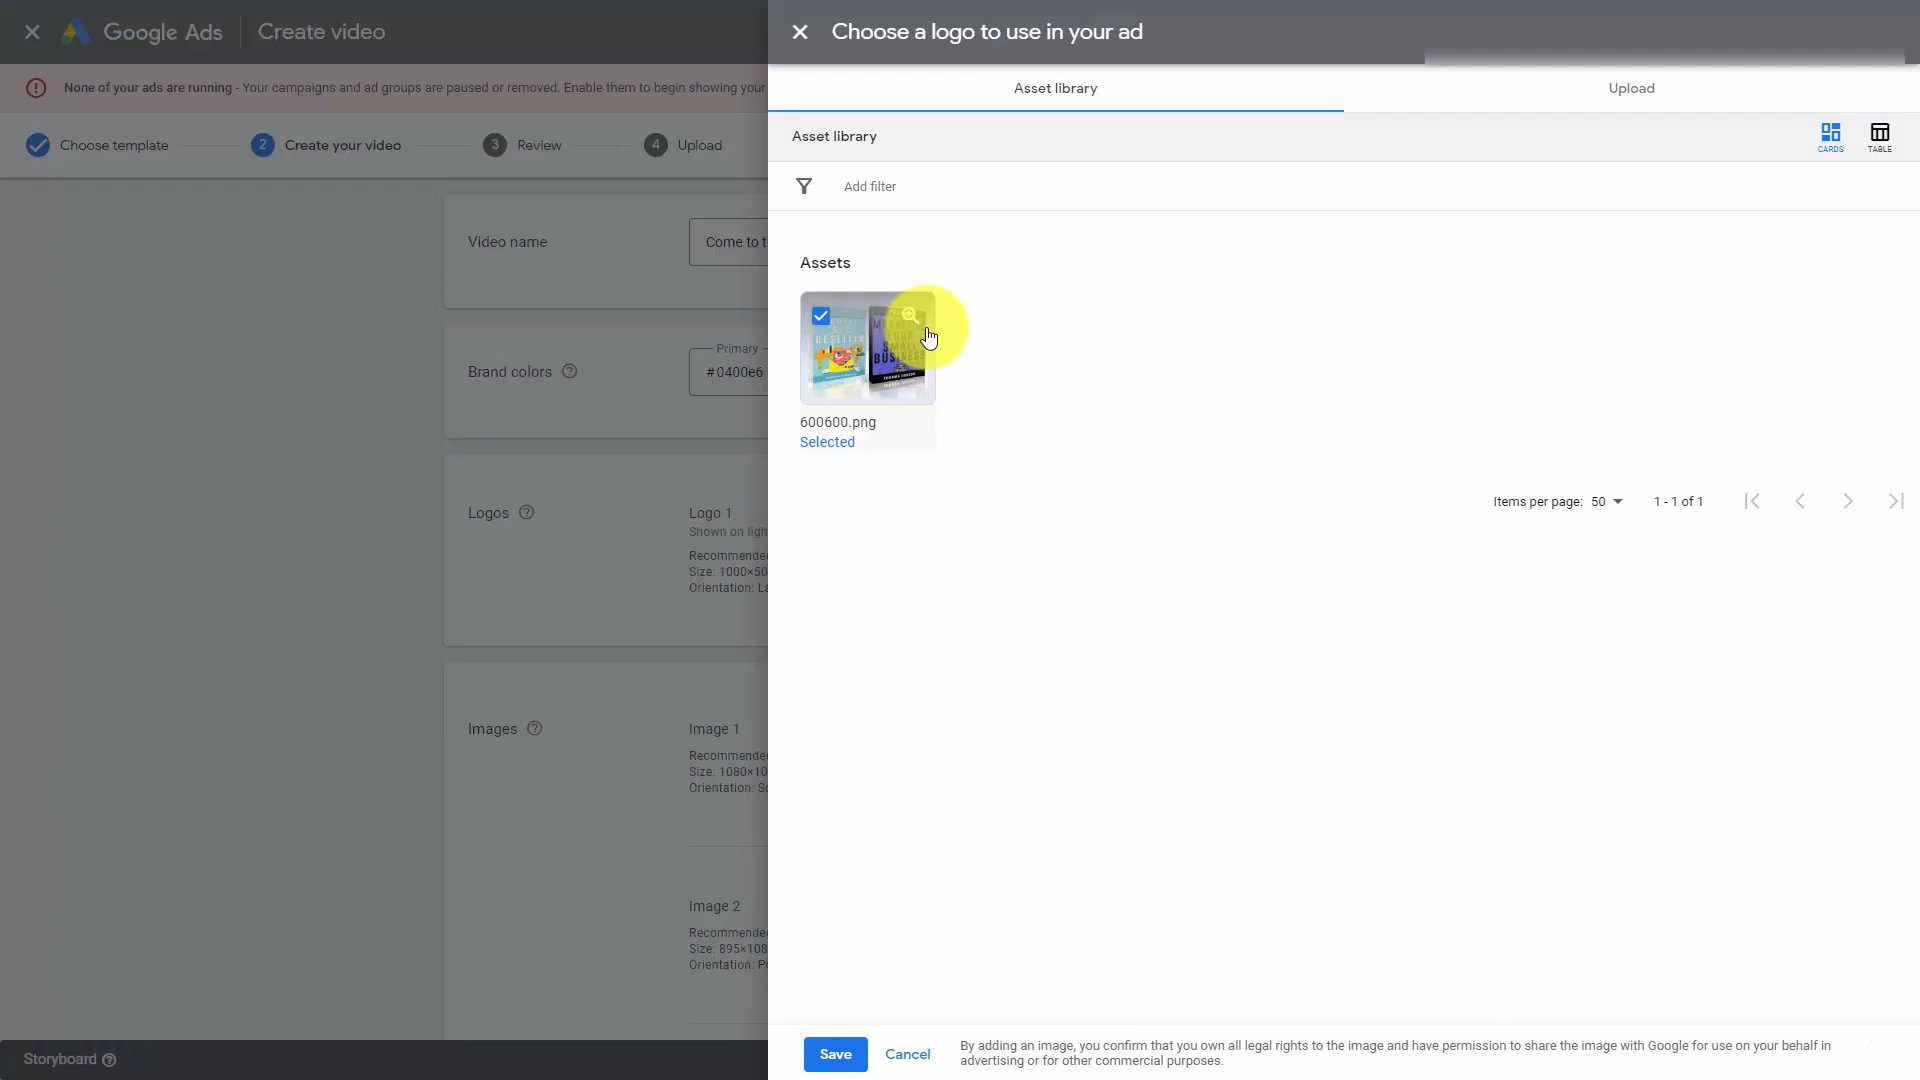 Google Ads
Create video
None of your ads are running - Your campaigns and ad groups are paused or removed. Enable them to begin showing your
Choose template
2
Create your video
3
Review
4
Upload
Video name
Come to t
Brand colors
Primary
#0400e6
Logos
Logo 1
Shown on ligh
Recommende
Size: 1000×50
Orientation: La
Images
Image 1
Recommende
Size: 1080×10
Orientation: Sq
Image 2
Recommende
Size: 895×108
Orientation: Po
Storyboard
Choose a logo to use in your ad
Asset library
Upload
Asset library
CARDS
TABLE
Add filter
Assets
RESELLER
YOUR
SMALL
BUSINESS
600600.png
Selected
Items per page: 50
1 - 1 of 1
Save
Cancel
By adding an image, you confirm that you own all legal rights to the image and have permission to share the image with Google for use on your behalf in
advertising or for other commercial purposes.